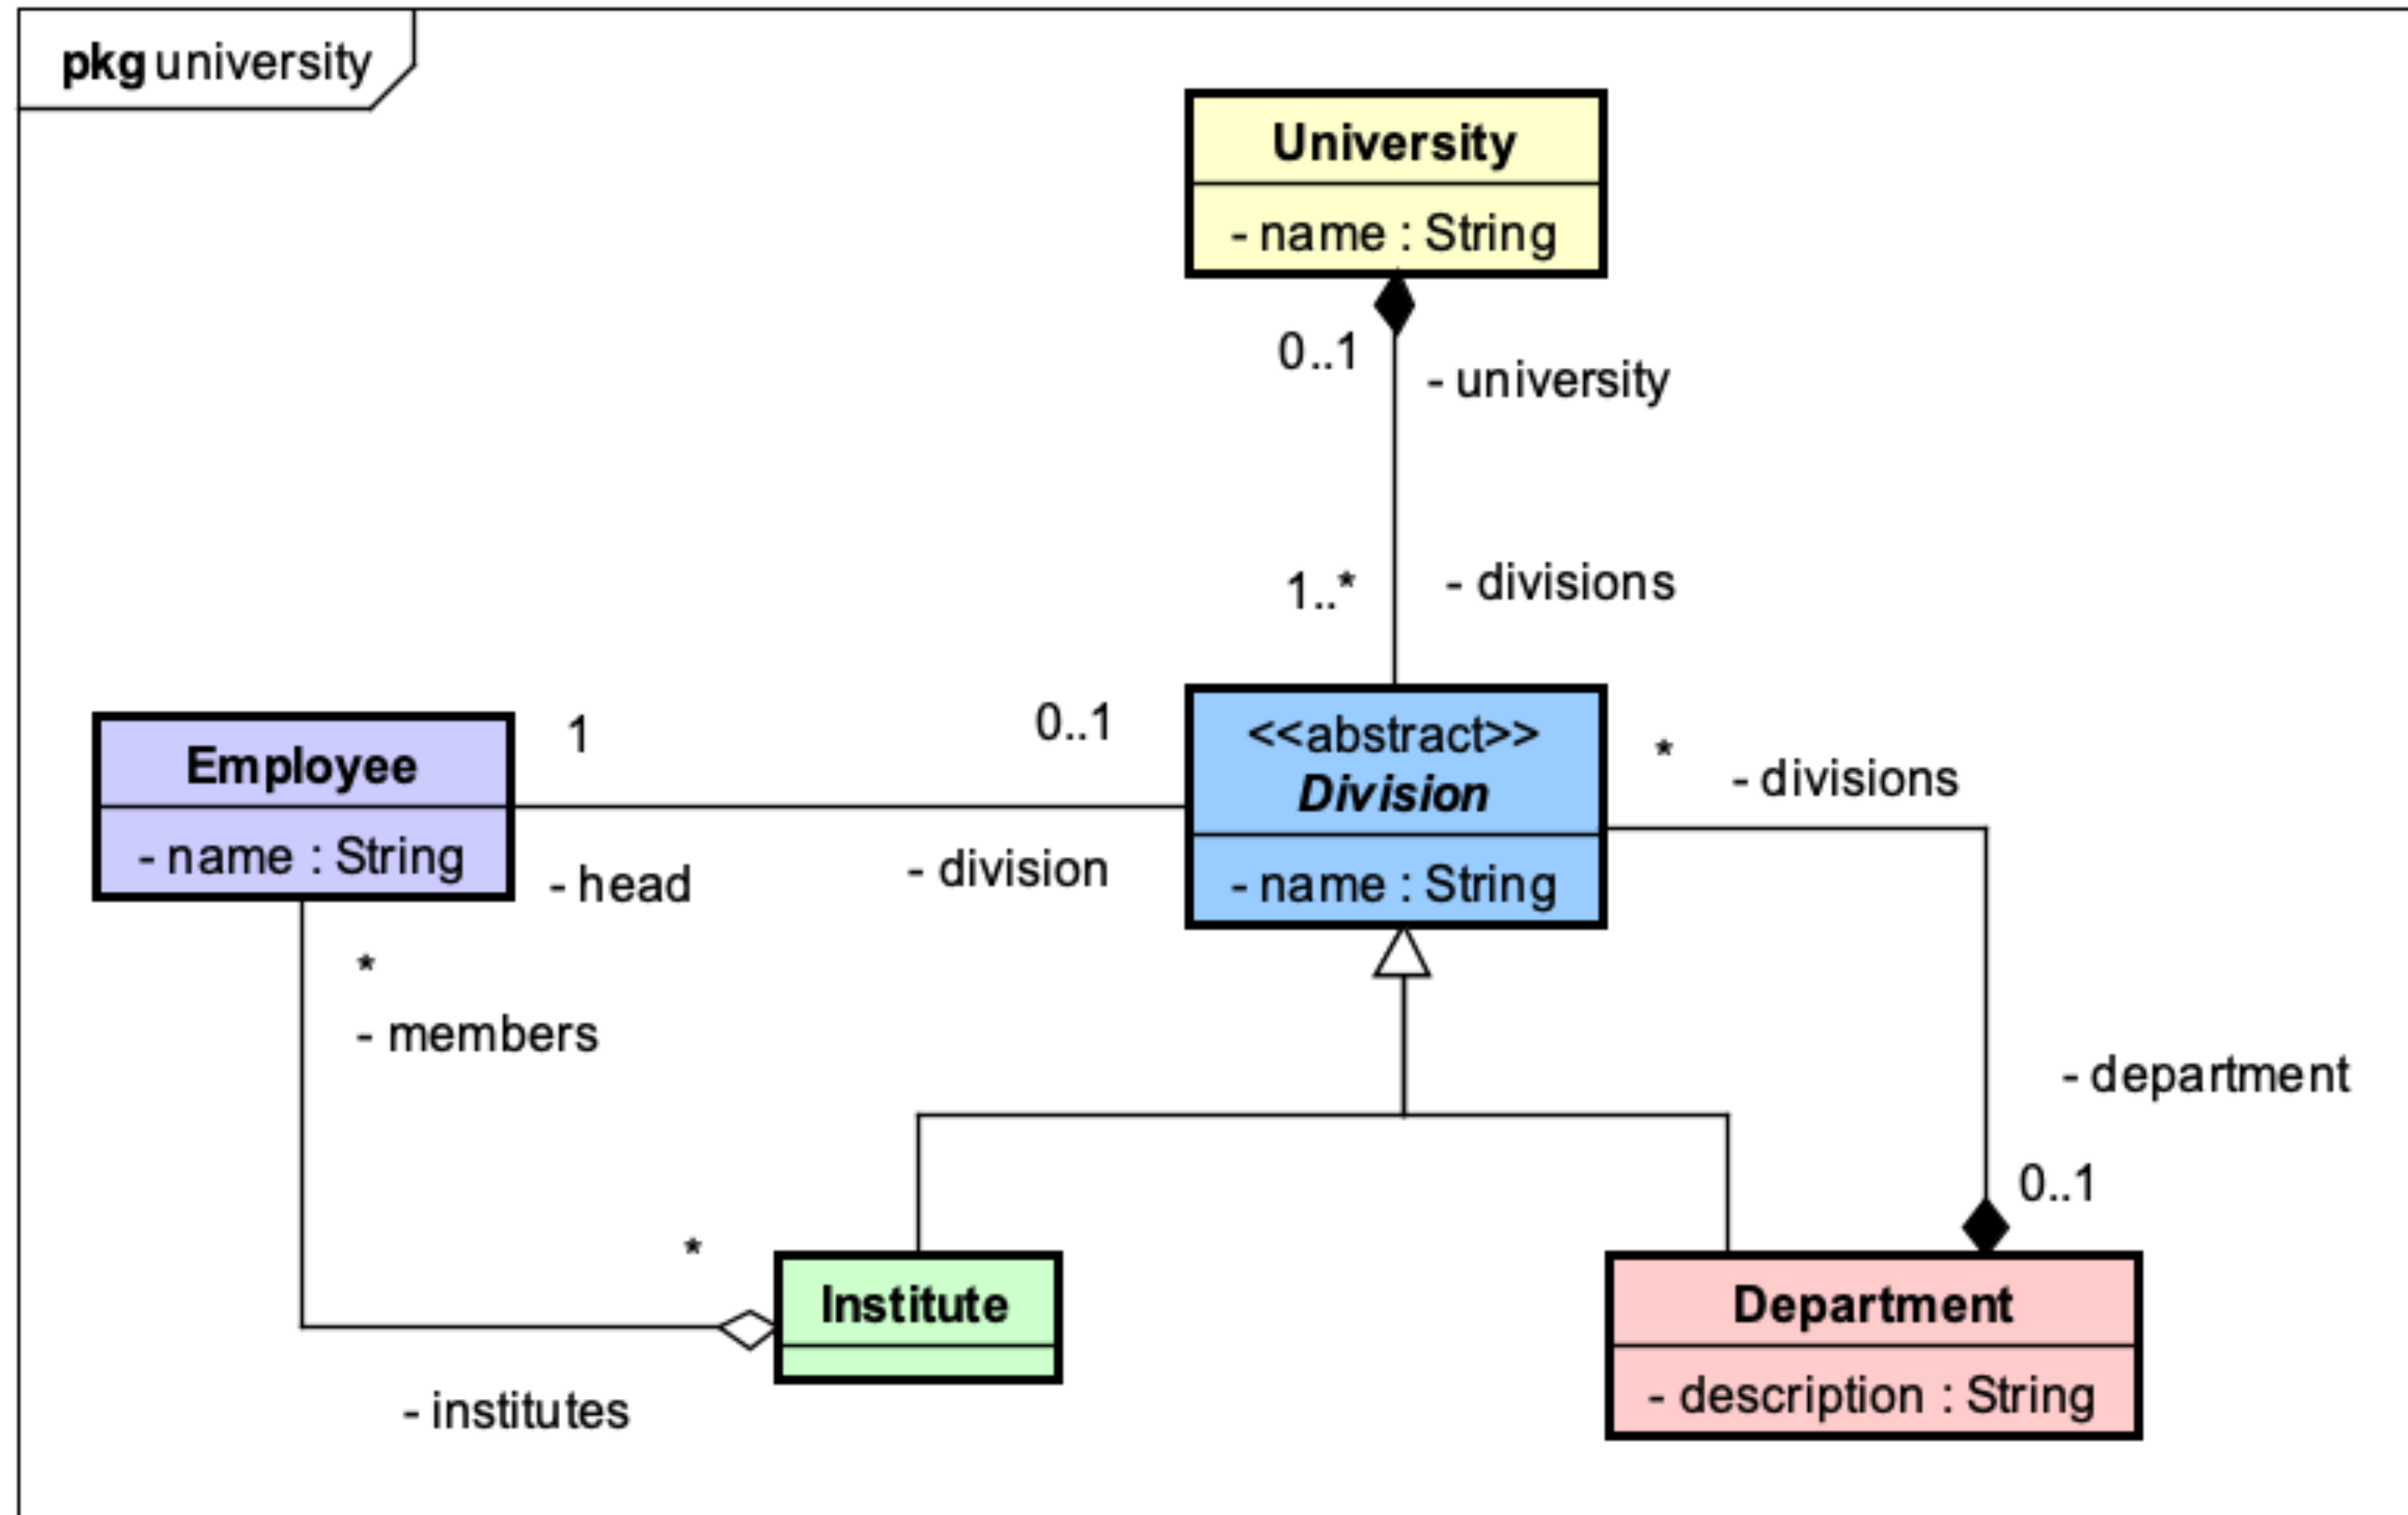 pkg university
University
- name : String
0..1
- university
1..*
- divisions
Employee
- name : String
1
- head
0..1
- division
<<abstract>>
Division
- name : String
*
- divisions
- department
0..1
*
- members
*
- institutes
Institute
Department
- description : String